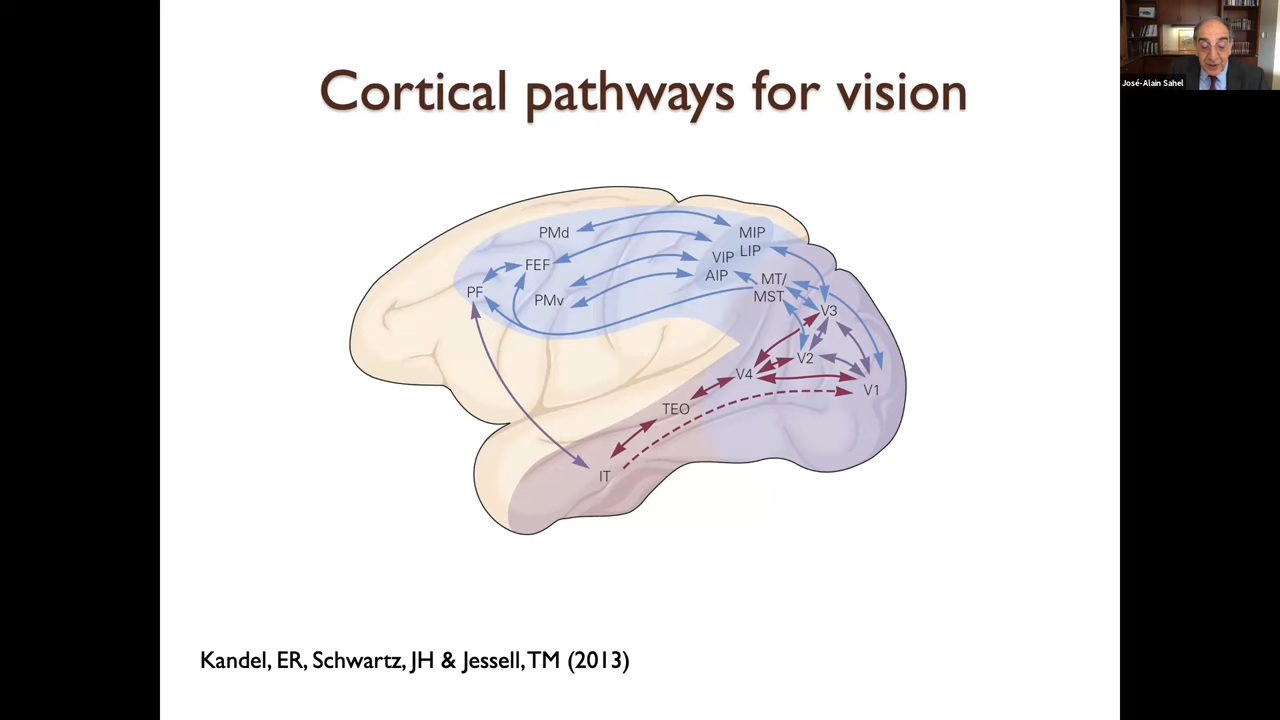 Cortical pathways for vision
José-Alain Sahel
PMd
MIP
LIP
VIP
AIP
FEF
MT/
MST
PF
PMv
V3
V2
V4
V1
TEO
IT
Kandel, ER, Schwartz, JH & Jessell, TM (2013)